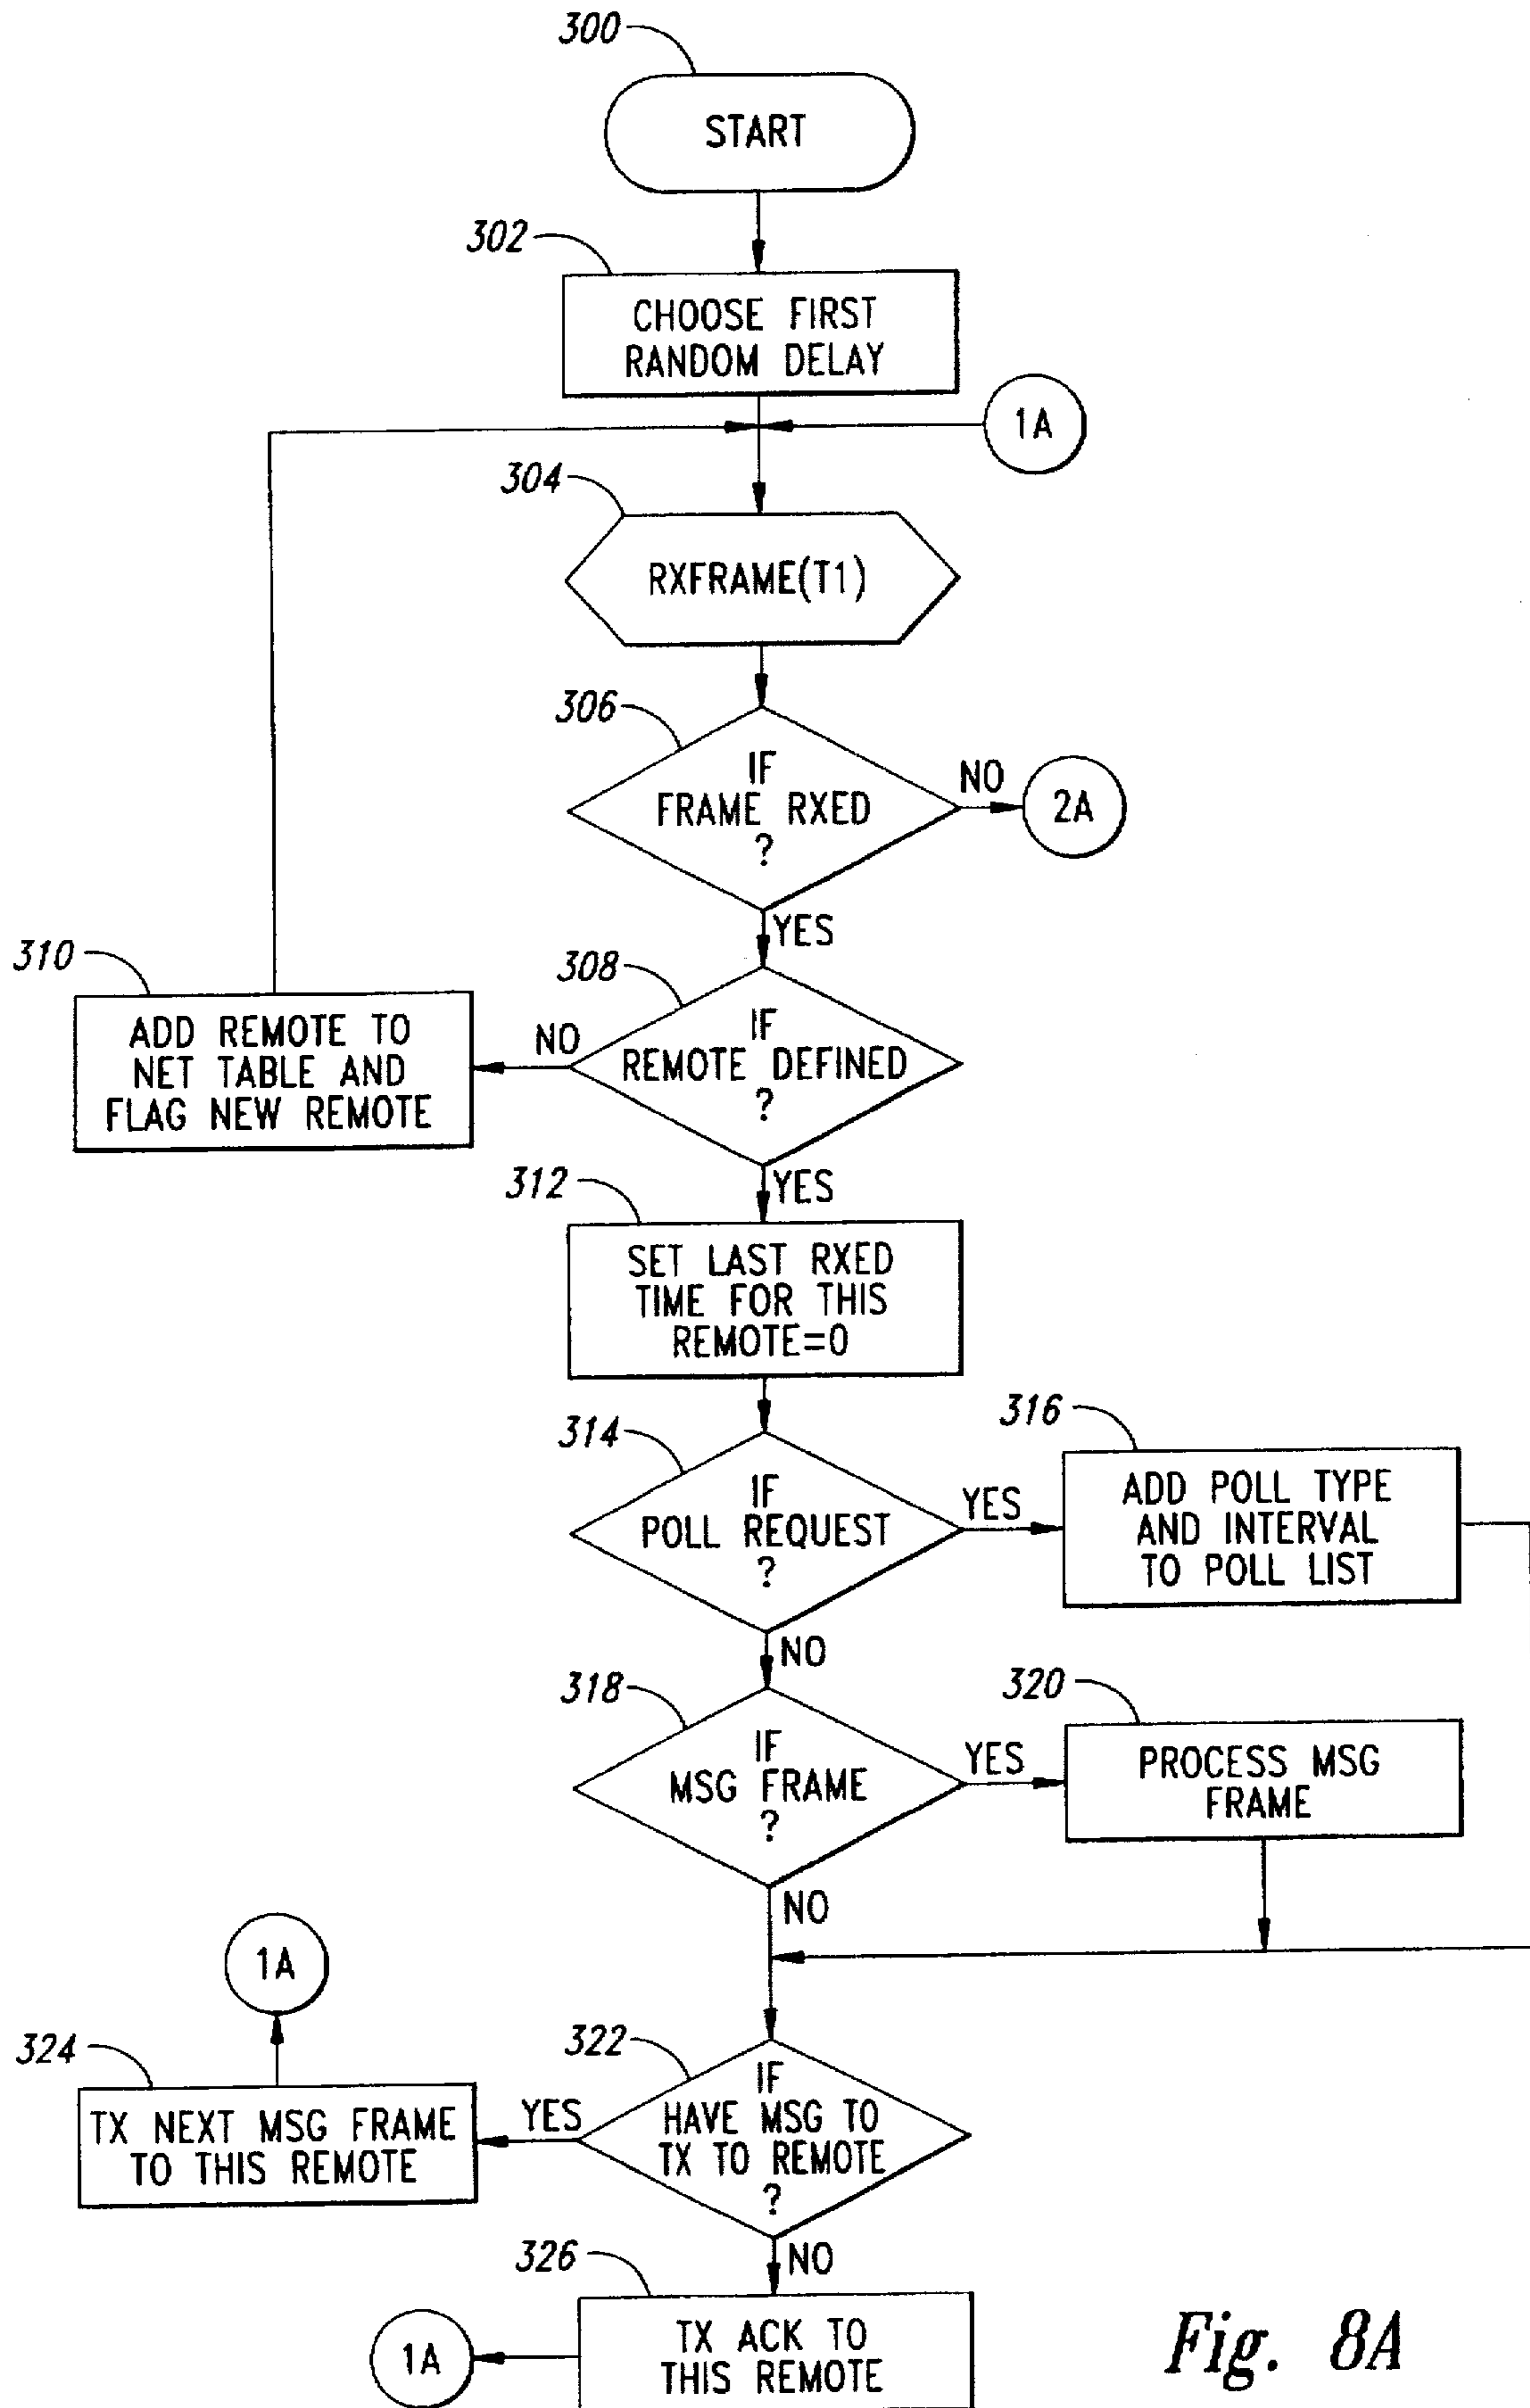 300
START
302
CHOOSE FIRST
RANDOM DELAY
1A
304
RXFRAME(T1)
306
IF
FRAME RXED
?
NO
2A
YES
310
ADD REMOTE TO
NET TABLE AND
FLAG NEW REMOTE
308
NO
IF
REMOTE DEFINED
?
YES
312
SET LAST RXED
TIME FOR THIS
REMOTE=0
314
IF
POLL REQUEST
?
YES
316
ADD POLL TYPE
AND INTERVAL
TO POLL LIST
NO
318
IF
MSG FRAME
?
YES
320
PROCESS MSG
FRAME
NO
1A
324
TX NEXT MSG FRAME
TO THIS REMOTE
YES
322
IF
HAVE MSG TO
TX TO REMOTE
?
NO
326
TX ACK TO
THIS REMOTE
1A
Fig. 8A